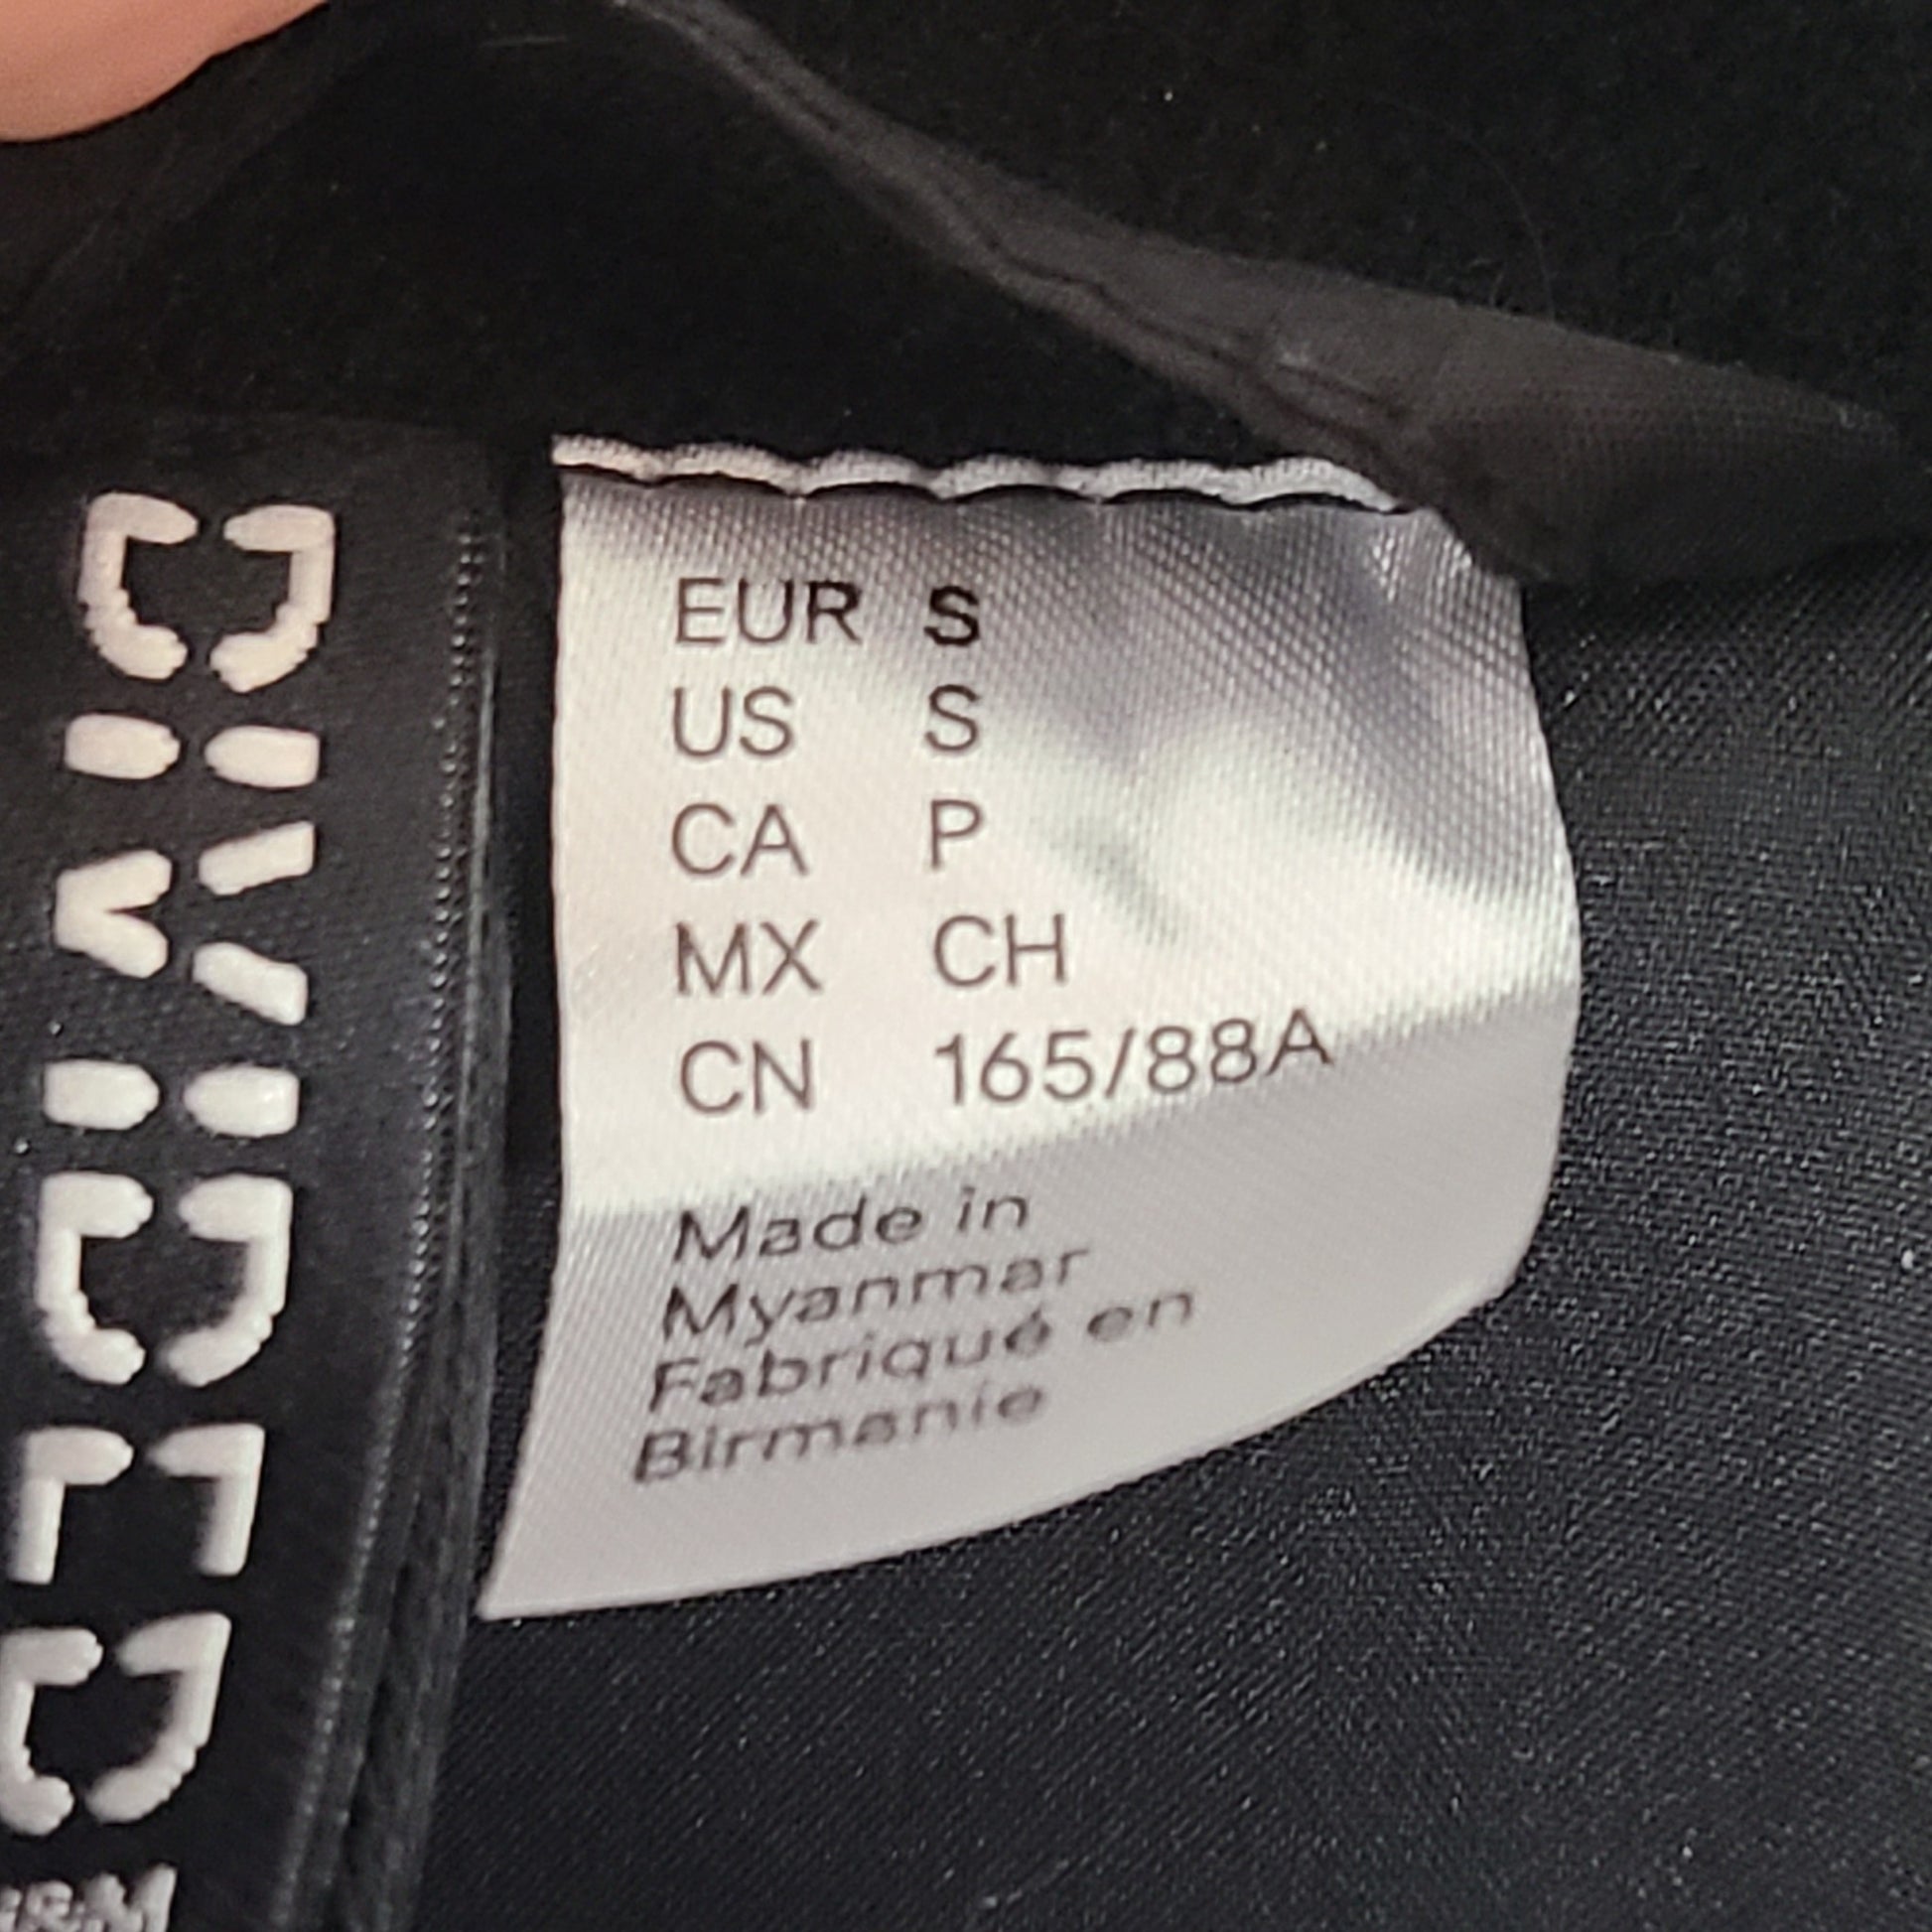 DIVIDED
H&M
EUR S
US S
CA P
MX CH
CN 165/88A
Made in
Myanmar
Fabriqué en
Birmanie